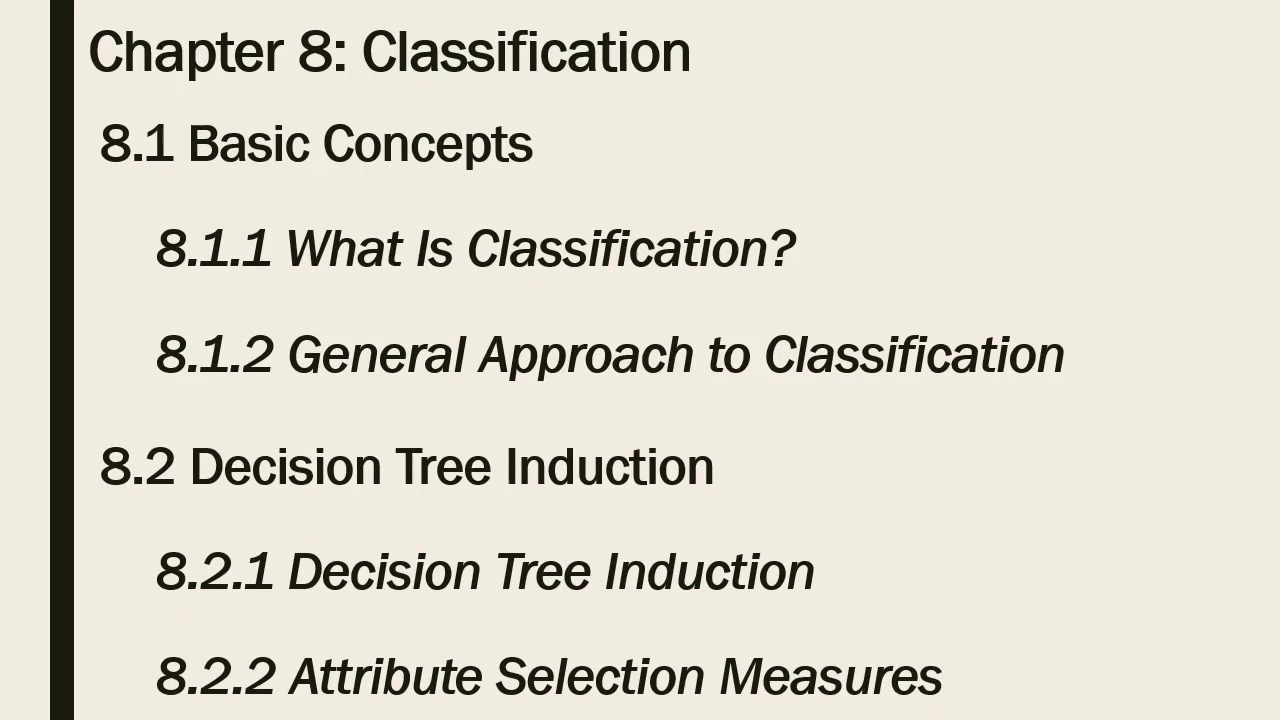 Chapter 8: Classification
8.1 Basic Concepts
8.1.1 What Is Classification?
8.1.2 General Approach to Classification
8.2 Decision Tree Induction
8.2.1 Decision Tree Induction
8.2.2 Attribute Selection Measures